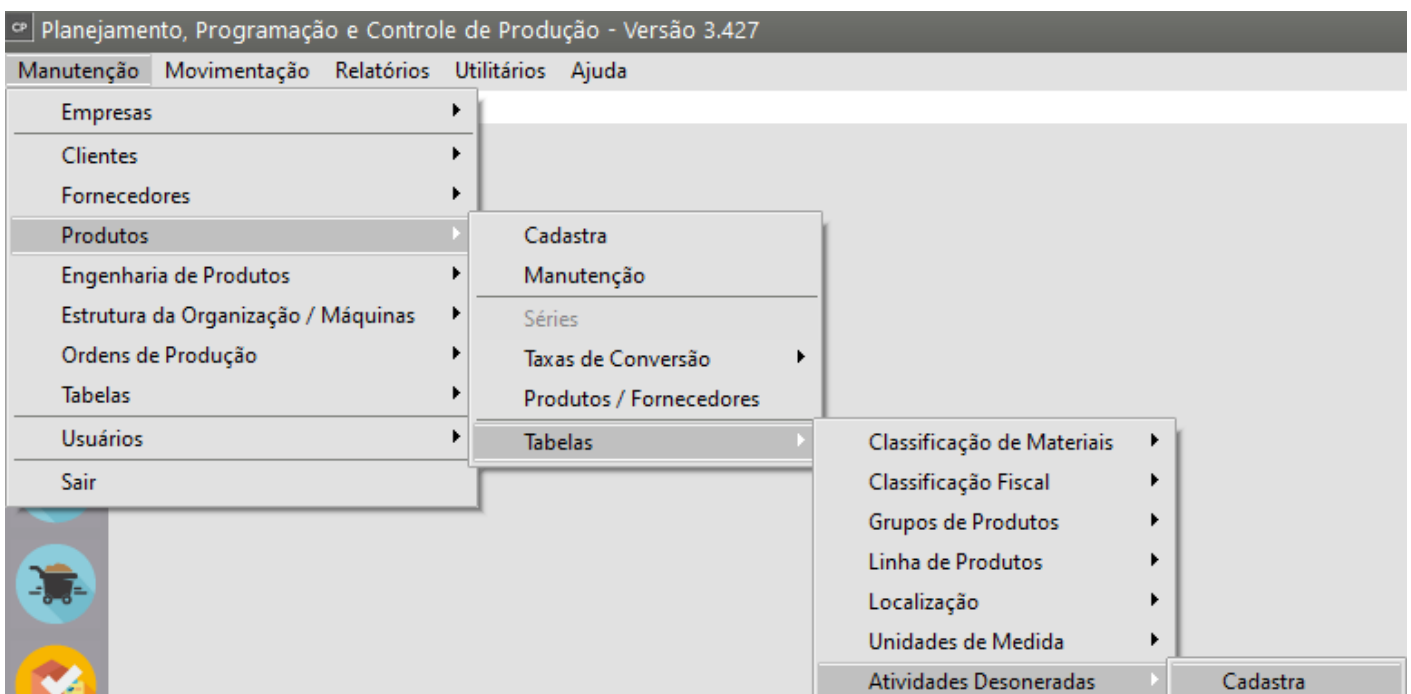 CP Planejamento, Programação e Controle de Produção - Versão 3.427
Manutenção Movimentação Relatórios Utilitários Ajuda
Empresas
Clientes
Fornecedores
Produtos
Engenharia de Produtos
Estrutura da Organização / Máquinas
Ordens de Produção
Tabelas
Usuários
Sair
Cadastra
Manutenção
Séries
Taxas de Conversão
Produtos / Fornecedores
Tabelas
Classificação de Materiais
Classificação Fiscal
Grupos de Produtos
Linha de Produtos
Localização
Unidades de Medida
Atividades Desoneradas
Cadastra